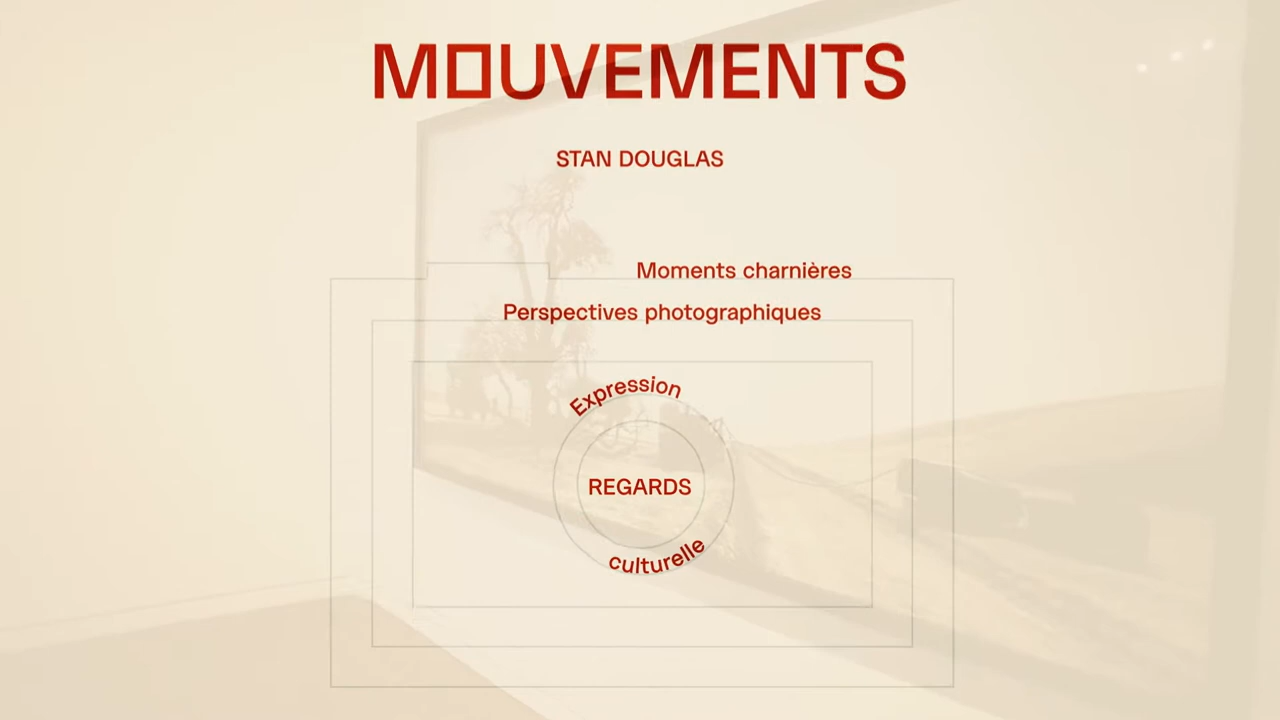 MOUVEMENTS
STAN DOUGLAS
Moments charnières
Perspectives photographiques
Expression
REGARDS
culturelle